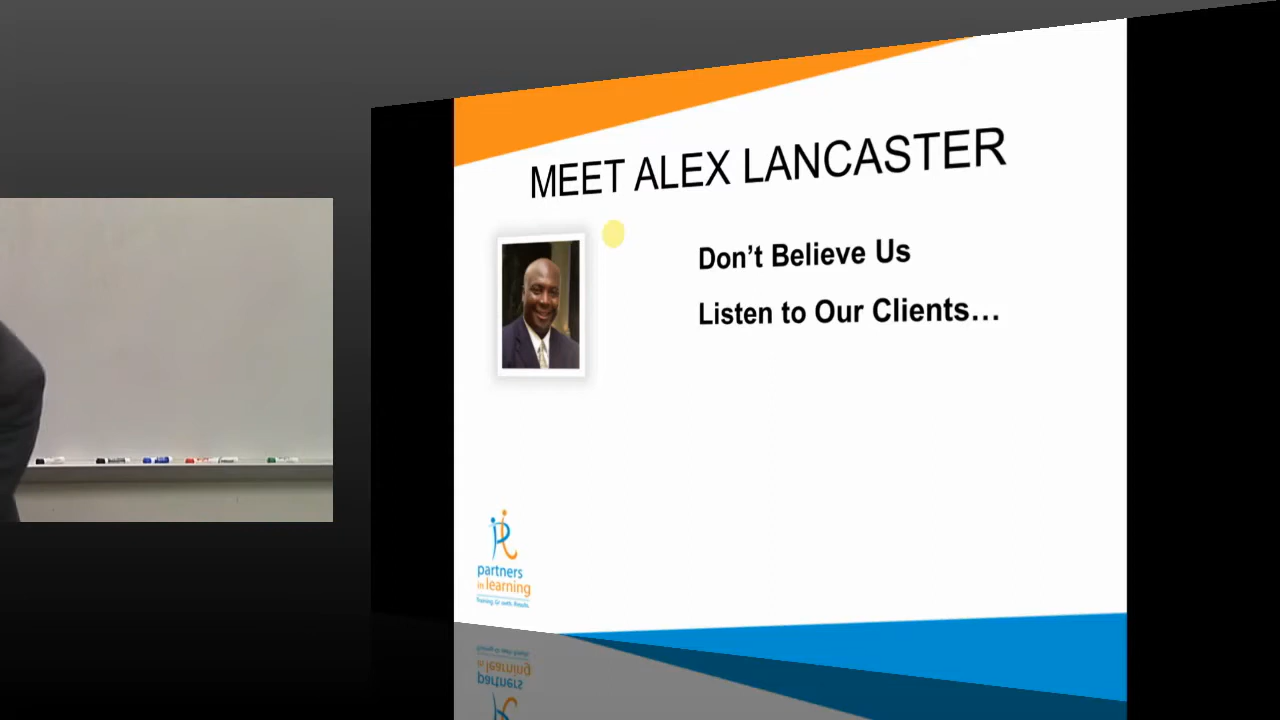 MEET ALEX LANCASTER
Don't Believe Us
Listen to Our Clients...
partners
in learning